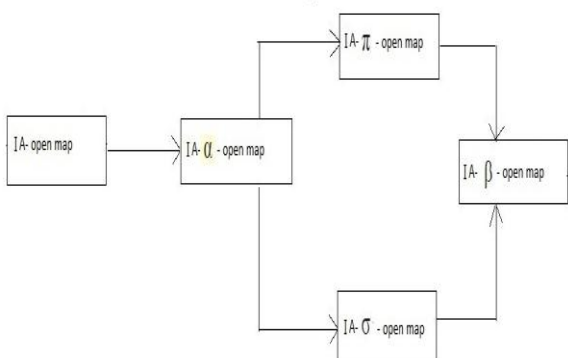 IA- π - open map
IA- open map
IA- α - open map
IA- β - open map
IA- σ - open map